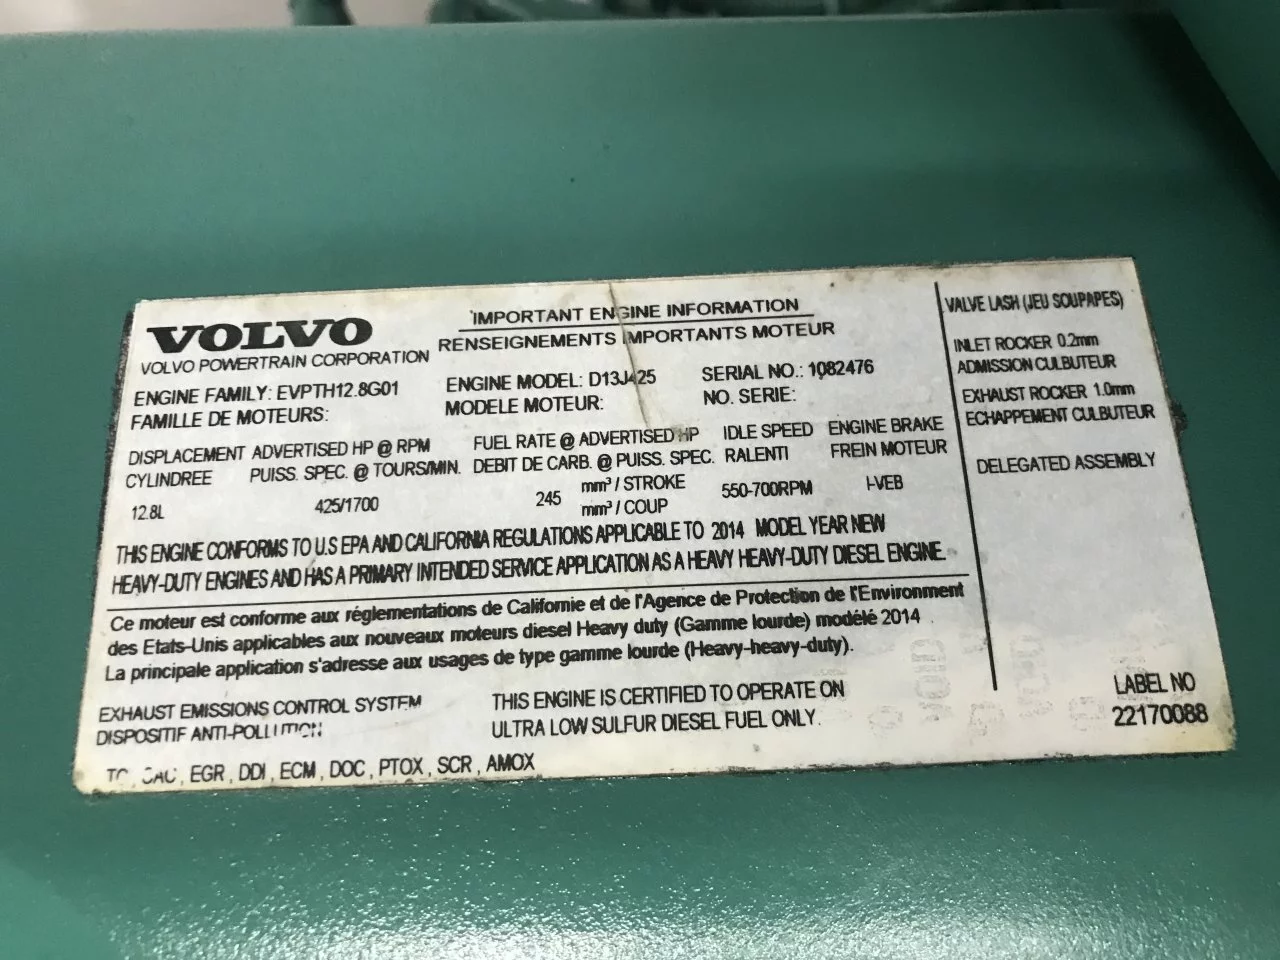 VOLVO
VOLVO POWERTRAIN CORPORATION
IMPORTANT ENGINE INFORMATION
RENSEIGNEMENTS IMPORTANTS MOTEUR
ENGINE FAMILY: EVPTH12.8G01
FAMILLE DE MOTEURS:
ENGINE MODEL: D13J425
MODELE MOTEUR:
SERIAL NO.: 1082476
NO. SERIE:
DISPLACEMENT ADVERTISED HP @ RPM FUEL RATE @ ADVERTISED HP IDLE SPEED ENGINE BRAKE
CYLINDREE PUISS. SPEC. @ TOURS/MIN. DEBIT DE CARB. @ PUISS. SPEC. RALENTI FREIN MOTEUR
12.8L 425/1700 245 mm³ / STROKE 550-700RPM I-VEB
mm³ / COUP
THIS ENGINE CONFORMS TO U.S EPA AND CALIFORNIA REGULATIONS APPLICABLE TO 2014 MODEL YEAR NEW
HEAVY-DUTY ENGINES AND HAS A PRIMARY INTENDED SERVICE APPLICATION AS A HEAVY HEAVY-DUTY DIESEL ENGINE.
Ce moteur est conforme aux réglementations de Californie et de l'Agence de Protection de l'Environment
des Etats-Unis applicables aux nouveaux moteurs diesel Heavy duty (Gamme lourde) modélé 2014
La principale application s'adresse aux usages de type gamme lourde (Heavy-heavy-duty).
EXHAUST EMISSIONS CONTROL SYSTEM
DISPOSITIF ANTI-POLLUTION
THIS ENGINE IS CERTIFIED TO OPERATE ON
ULTRA LOW SULFUR DIESEL FUEL ONLY.
TC, CAC, EGR, DDI, ECM, DOC, PTOX, SCR, AMOX
VALVE LASH (JEU SOUPAPES)
INLET ROCKER 0.2mm
ADMISSION CULBUTEUR
EXHAUST ROCKER 1.0mm
ECHAPPEMENT CULBUTEUR
DELEGATED ASSEMBLY
VOID
LABEL NO
22170088